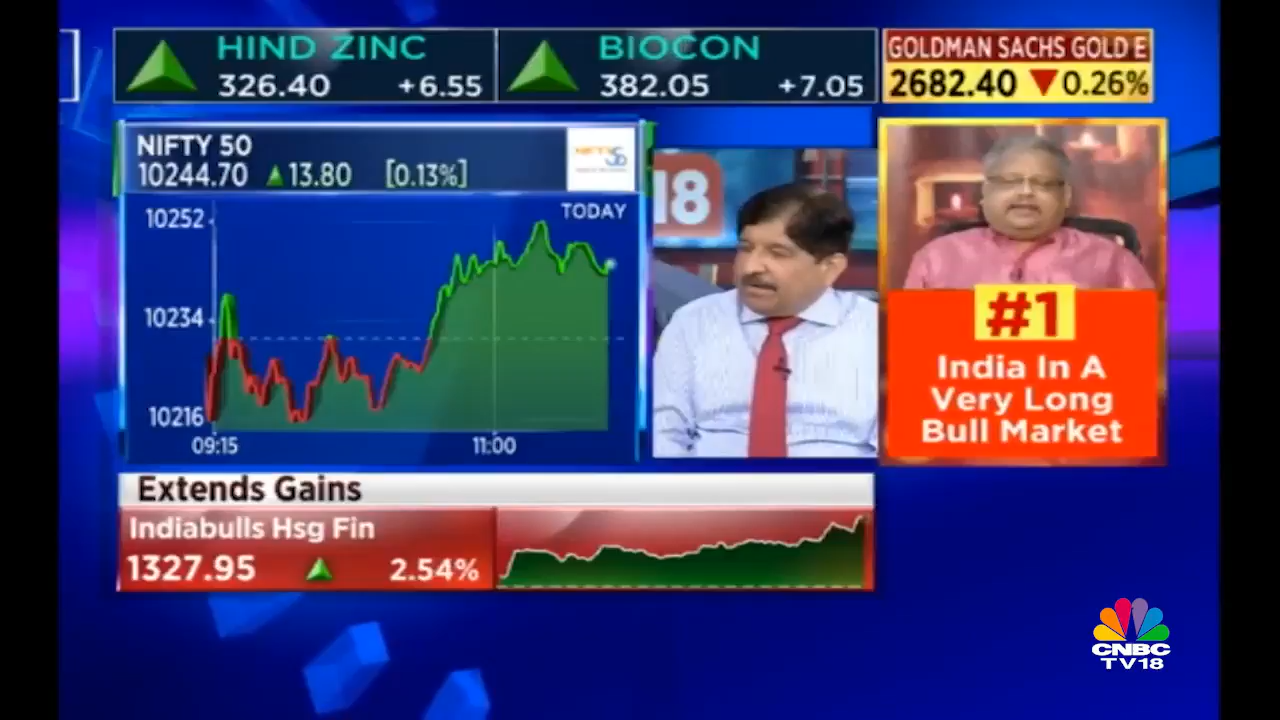 HIND ZINC
326.40 +6.55
BIOCON
382.05 +7.05
GOLDMAN SACHS GOLD E
2682.40 0.26%
NIFTY 50
10244.70 13.80 [0.13%]
TODAY
10252
10234
10216
09:15 11:00
18
#1
India In A
Very Long
Bull Market
Extends Gains
Indiabulls Hsg Fin
1327.95 2.54%
CNBC
TV18